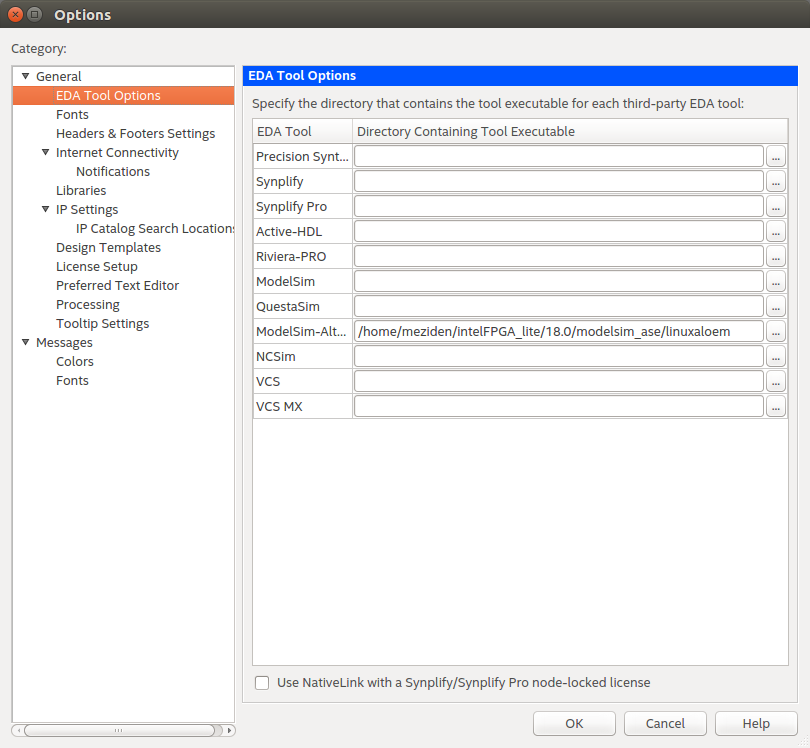 Options
Category:
General
EDA Tool Options
Fonts
Headers & Footers Settings
Internet Connectivity
Notifications
Libraries
IP Settings
IP Catalog Search Locations
Design Templates
License Setup
Preferred Text Editor
Processing
Tooltip Settings
Messages
Colors
Fonts
EDA Tool Options
Specify the directory that contains the tool executable for each third-party EDA tool:
EDA Tool Directory Containing Tool Executable
Precision Synt... ...
Synplify ...
Synplify Pro ...
Active-HDL ...
Riviera-PRO ...
ModelSim ...
QuestaSim ...
ModelSim-Alt... /home/meziden/intelFPGA_lite/18.0/modelsim_ase/linuxaloem ...
NCSim ...
VCS ...
VCS MX ...
Use NativeLink with a Synplify/Synplify Pro node-locked license
OK Cancel Help